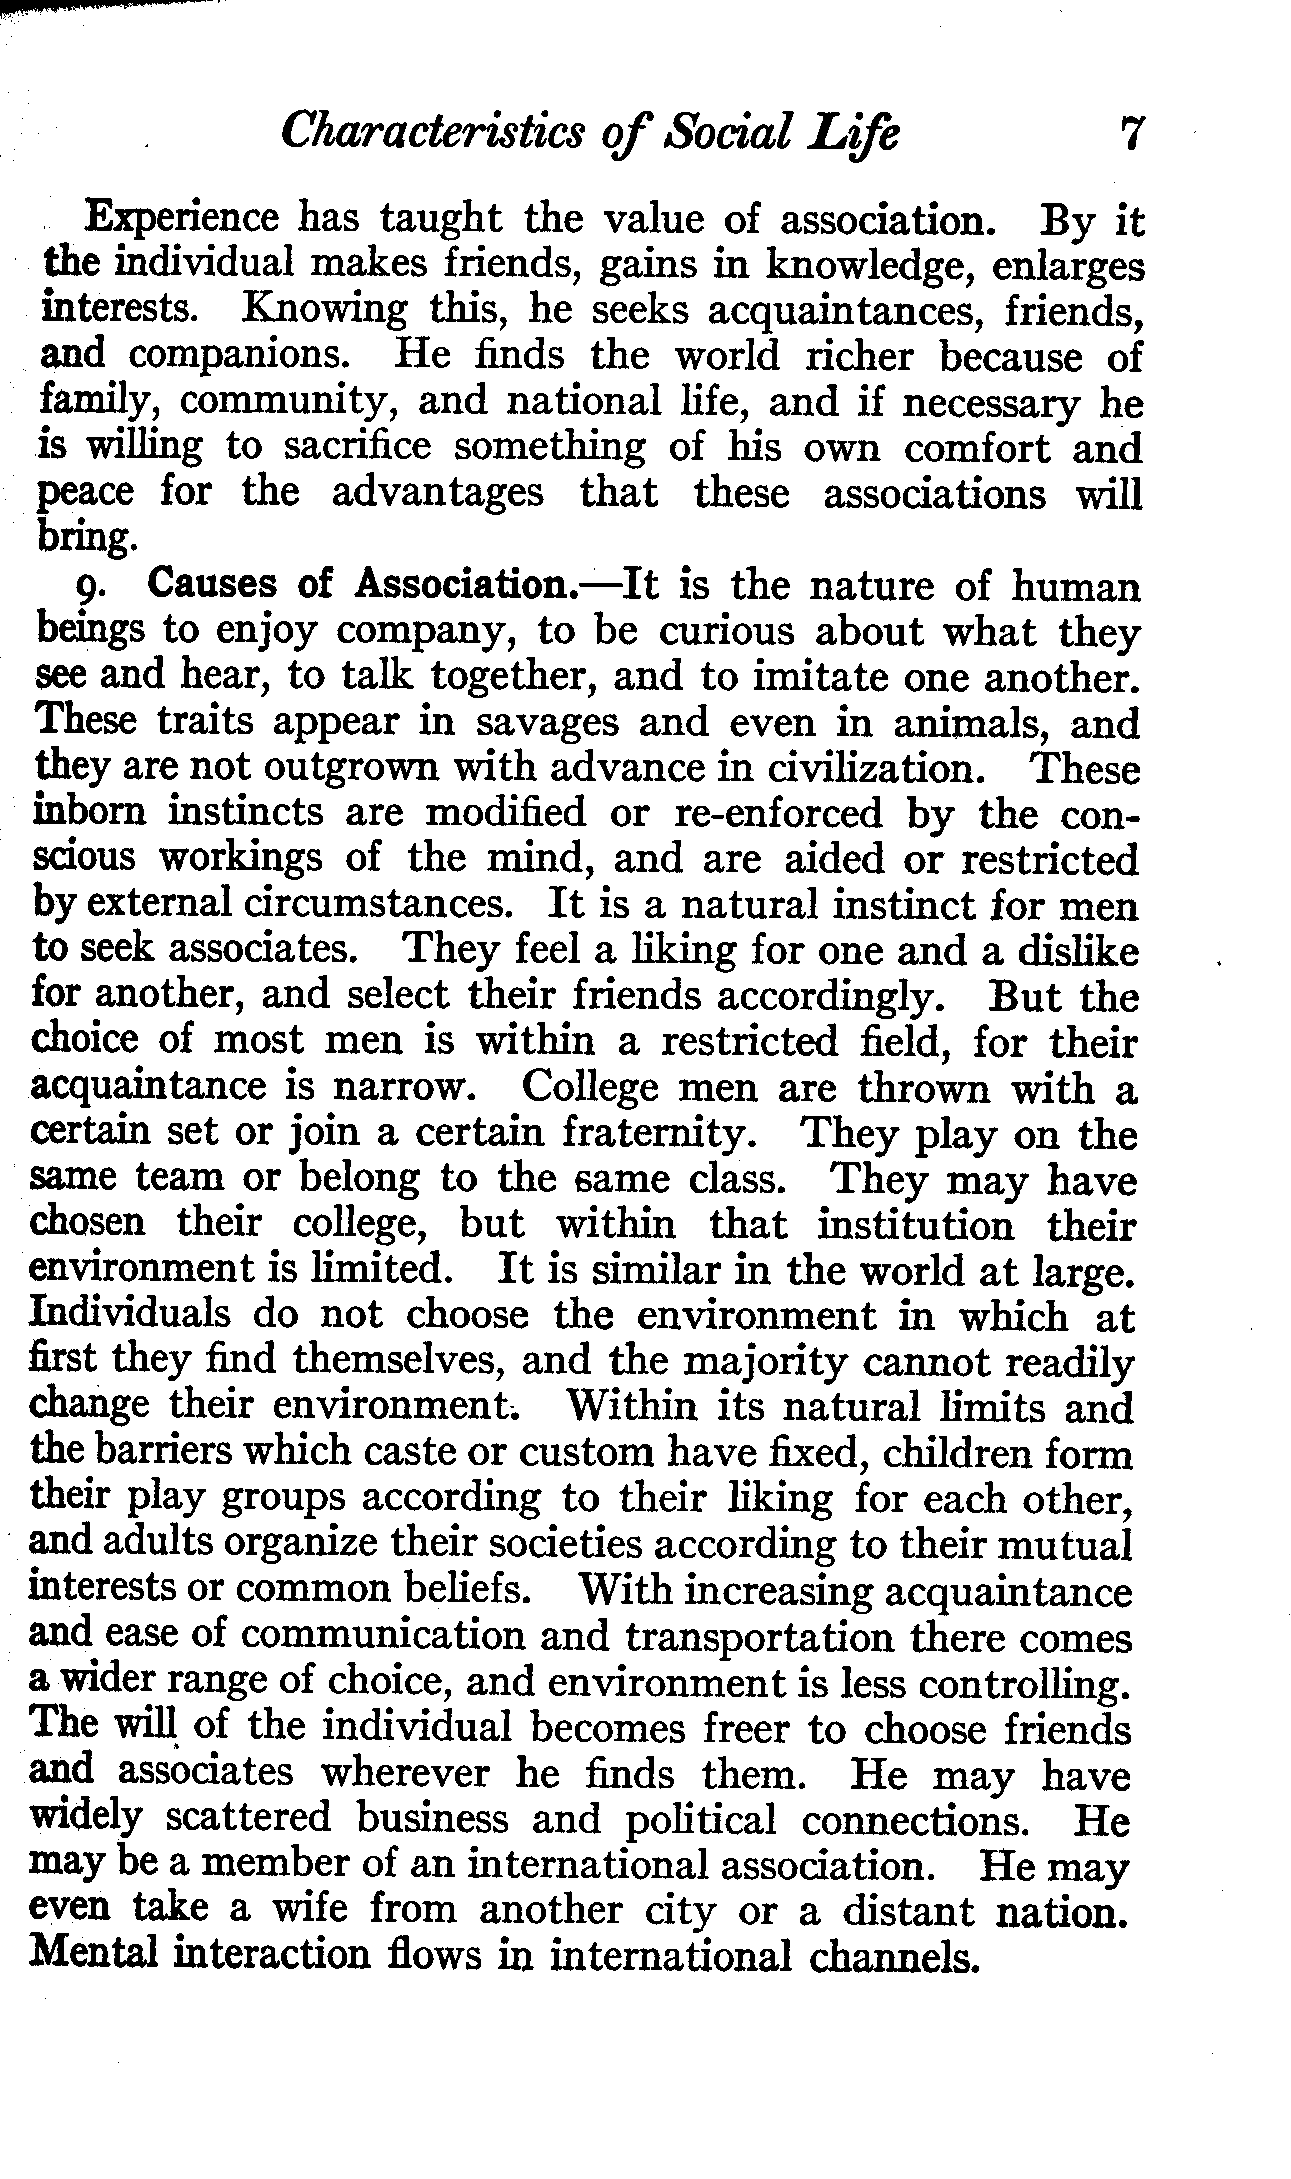 Characteristics of Social Life 7
Experience has taught the value of association. By it
the individual makes friends, gains in knowledge, enlarges
interests. Knowing this, he seeks acquaintances, friends,
and companions. He finds the world richer because of
family, community, and national life, and if necessary he
is willing to sacrifice something of his own comfort and
peace for the advantages that these associations will
bring.
9. Causes of Association.—It is the nature of human
beings to enjoy company, to be curious about what they
see and hear, to talk together, and to imitate one another.
These traits appear in savages and even in animals, and
they are not outgrown with advance in civilization. These
inborn instincts are modified or re-enforced by the con-
scious workings of the mind, and are aided or restricted
by external circumstances. It is a natural instinct for men
to seek associates. They feel a liking for one and a dislike
for another, and select their friends accordingly. But the
choice of most men is within a restricted field, for their
acquaintance is narrow. College men are thrown with a
certain set or join a certain fraternity. They play on the
same team or belong to the same class. They may have
chosen their college, but within that institution their
environment is limited. It is similar in the world at large.
Individuals do not choose the environment in which at
first they find themselves, and the majority cannot readily
change their environment. Within its natural limits and
the barriers which caste or custom have fixed, children form
their play groups according to their liking for each other,
and adults organize their societies according to their mutual
interests or common beliefs. With increasing acquaintance
and ease of communication and transportation there comes
a wider range of choice, and environment is less controlling.
The will of the individual becomes freer to choose friends
and associates wherever he finds them. He may have
widely scattered business and political connections. He
may be a member of an international association. He may
even take a wife from another city or a distant nation.
Mental interaction flows in international channels.